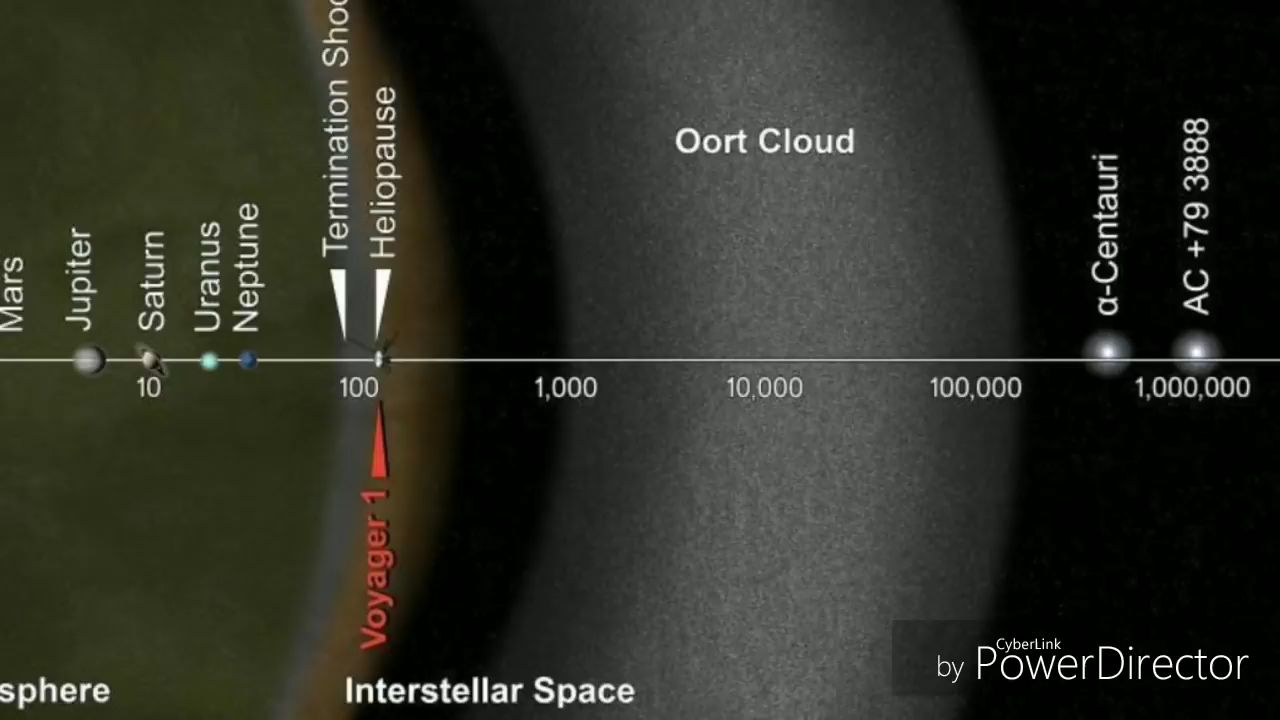 Mars
Jupiter
Saturn
Uranus
Neptune
Termination Shoc
Heliopause
Oort Cloud
α-Centauri
AC +79 3888
10
100
1,000
10,000
100,000
1,000,000
Voyager 1
sphere
Interstellar Space
by CyberLink PowerDirector